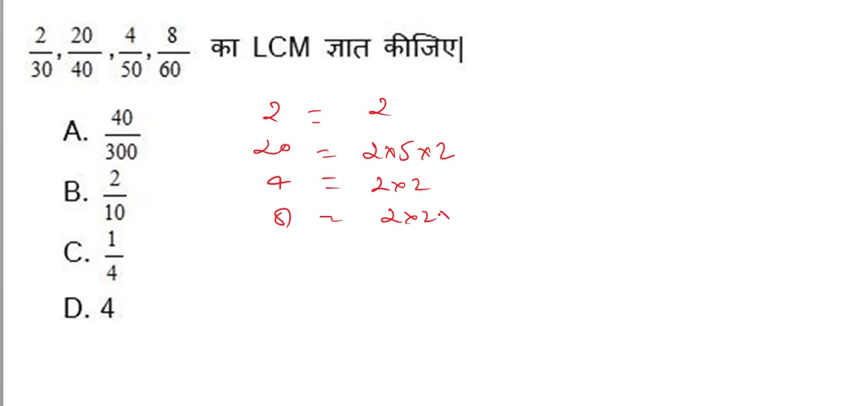 2/30, 20/40, 4/50, 8/60 का LCM ज्ञात कीजिए|
A. 40/300
B. 2/10
C. 1/4
D. 4
2 = 2
20 = 2×5×2
4 = 2×2
8 = 2×2×